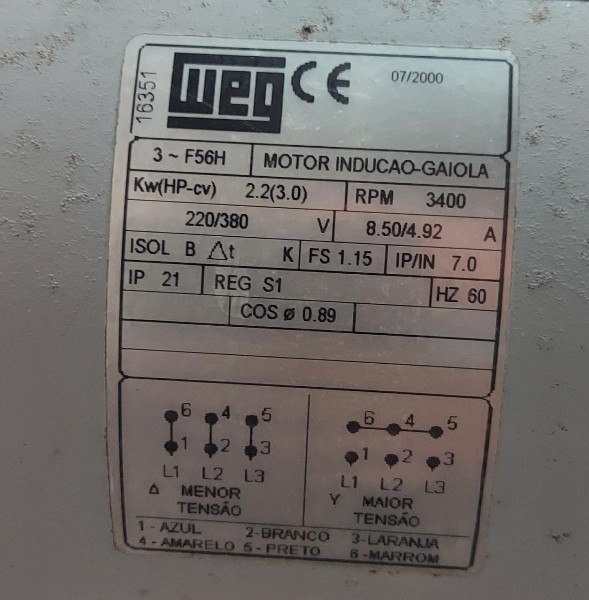 16351
WEG CE 07/2000
3 ~ F56H MOTOR INDUCAO-GAIOLA
Kw(HP-cv) 2.2(3.0) RPM 3400
220/380 V 8.50/4.92 A
ISOL B △t K FS 1.15 IP/IN 7.0
IP 21 REG S1 HZ 60
COS ø 0.89
6 4 5 6 4 5
1 2 3 1 2 3
L1 L2 L3 L1 L2 L3
△ MENOR TENSÃO
Y MAIOR TENSÃO
1 - AZUL 2-BRANCO 3-LARANJA
4 - AMARELO 5 - PRETO 6 -MARROM